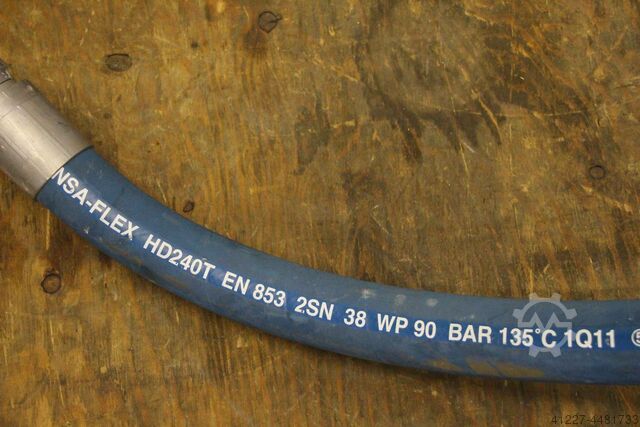 NSA-FLEX HD240T EN 853 2SN 38 WP 90 BAR 135°C 1Q11
41227-4481733